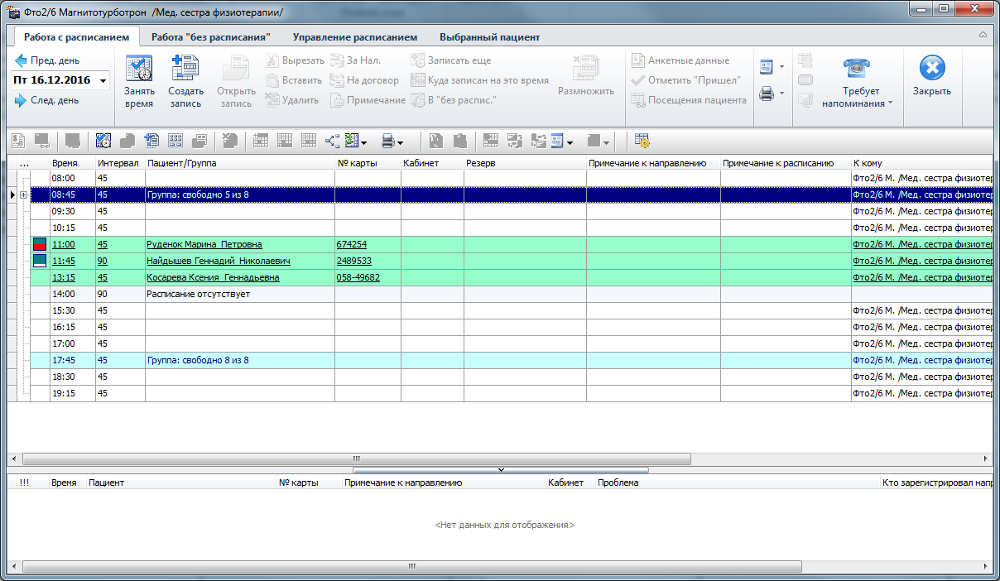 Фто2/6 Магнитотурботрон /Мед. сестра физиотерапии/
Работа с расписанием Работа "без расписания" Управление расписанием Выбранный пациент
Пред. день
Пт 16.12.2016
След. день
Занять время
Создать запись
Открыть запись
Вырезать За Нал.
Вставить На договор
Удалить Примечание
Записать еще
Куда записан на это время
В "без распис."
Размножить
Анкетные данные
Отметить "Пришел"
Посещения пациента
Требует напоминания
Закрыть
... Время Интервал Пациент/Группа № карты Кабинет Резерв Примечание к направлению Примечание к расписанию К кому
08:00 45 Фто2/6 М. /Мед. сестра физиотер
08:45 45 Группа: свободно 5 из 8 Фто2/6 М. /Мед. сестра физиотер
09:30 45 Фто2/6 М. /Мед. сестра физиотер
10:15 45 Фто2/6 М. /Мед. сестра физиотер
11:00 45 Руденок Марина Петровна 674254 Фто2/6 М. /Мед. сестра физиотер
11:45 90 Найдышев Геннадий Николаевич 2489533 Фто2/6 М. /Мед. сестра физиотер
13:15 45 Косарева Ксения Геннадьевна 058-49682 Фто2/6 М. /Мед. сестра физиотер
14:00 90 Расписание отсутствует
15:30 45 Фто2/6 М. /Мед. сестра физиотер
16:15 45 Фто2/6 М. /Мед. сестра физиотер
17:00 45 Фто2/6 М. /Мед. сестра физиотер
17:45 45 Группа: свободно 8 из 8 Фто2/6 М. /Мед. сестра физиотер
18:30 45 Фто2/6 М. /Мед. сестра физиотер
19:15 45 Фто2/6 М. /Мед. сестра физиотер
!!! Время Пациент № карты Примечание к направлению Кабинет Проблема Кто зарегистрировал напр
<Нет данных для отображения>